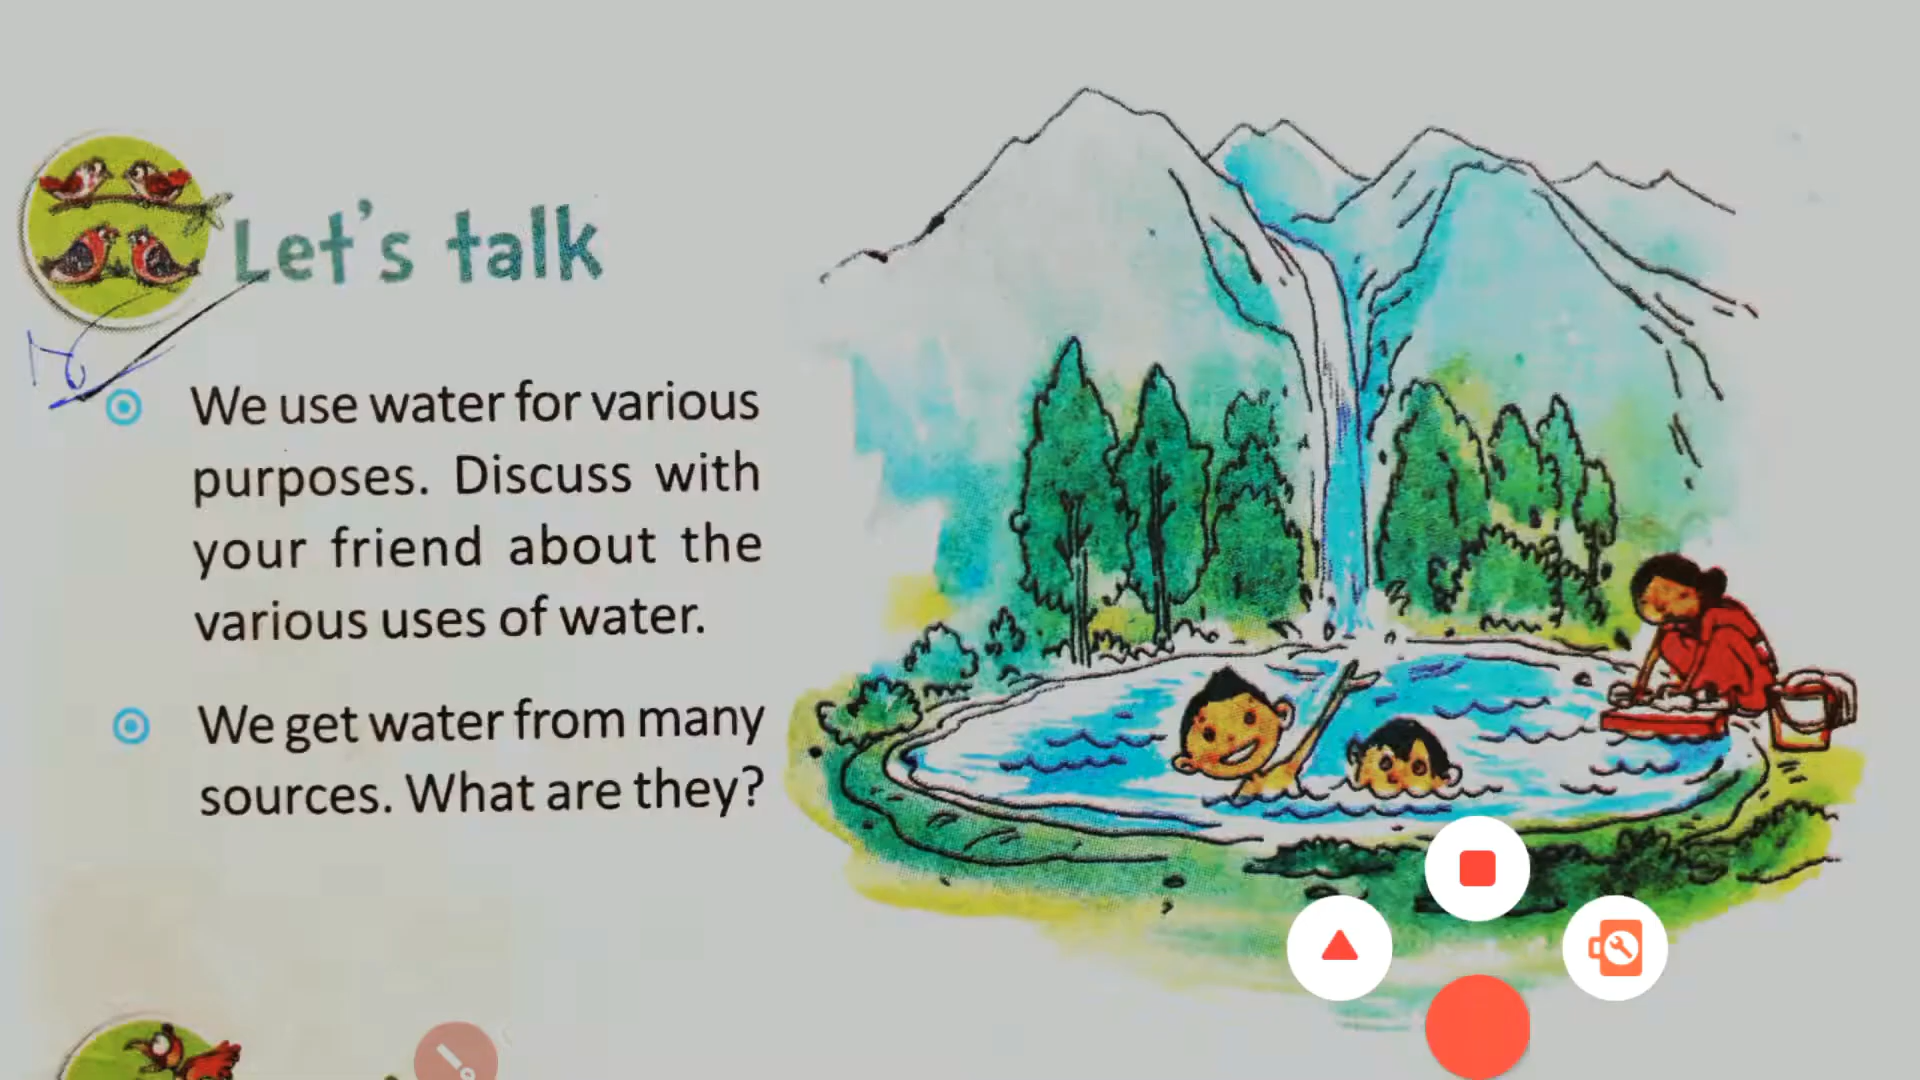 Let's talk
We use water for various
purposes. Discuss with
your friend about the
various uses of water.
We get water from many
sources. What are they?